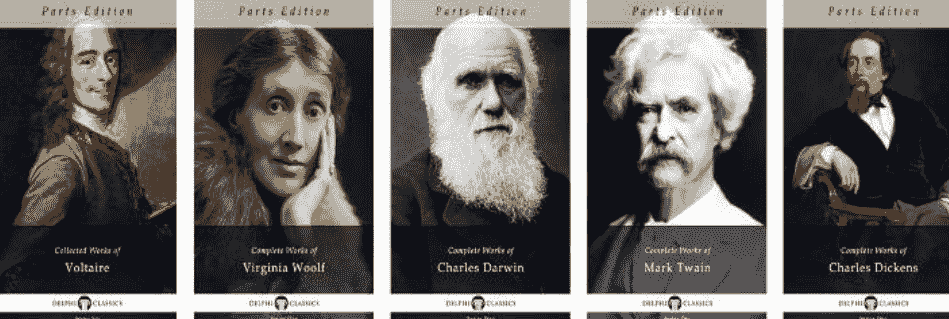 Parts Edition
Collected Works of
Voltaire
DELPHI CLASSICS
Parts Edition
Complete Works of
Virginia Woolf
DELPHI CLASSICS
Parts Edition
Complete Works of
Charles Darwin
DELPHI CLASSICS
Parts Edition
Complete Works of
Mark Twain
DELPHI CLASSICS
Parts Edition
Complete Works of
Charles Dickens
DELPHI CLASSICS